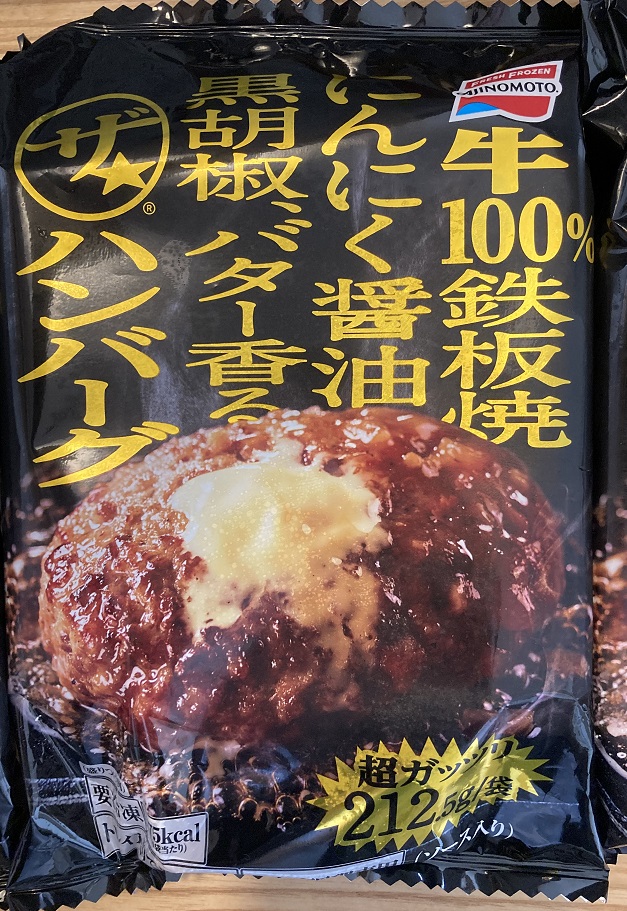 FRESH FROZEN
AJINOMOTO
牛100%鉄板焼
にんにく醤油
黒胡椒、バター香る
ザ★®
ハンバーグ
超ガッツリ
212.5g/袋
(ソース入り)
5kcal